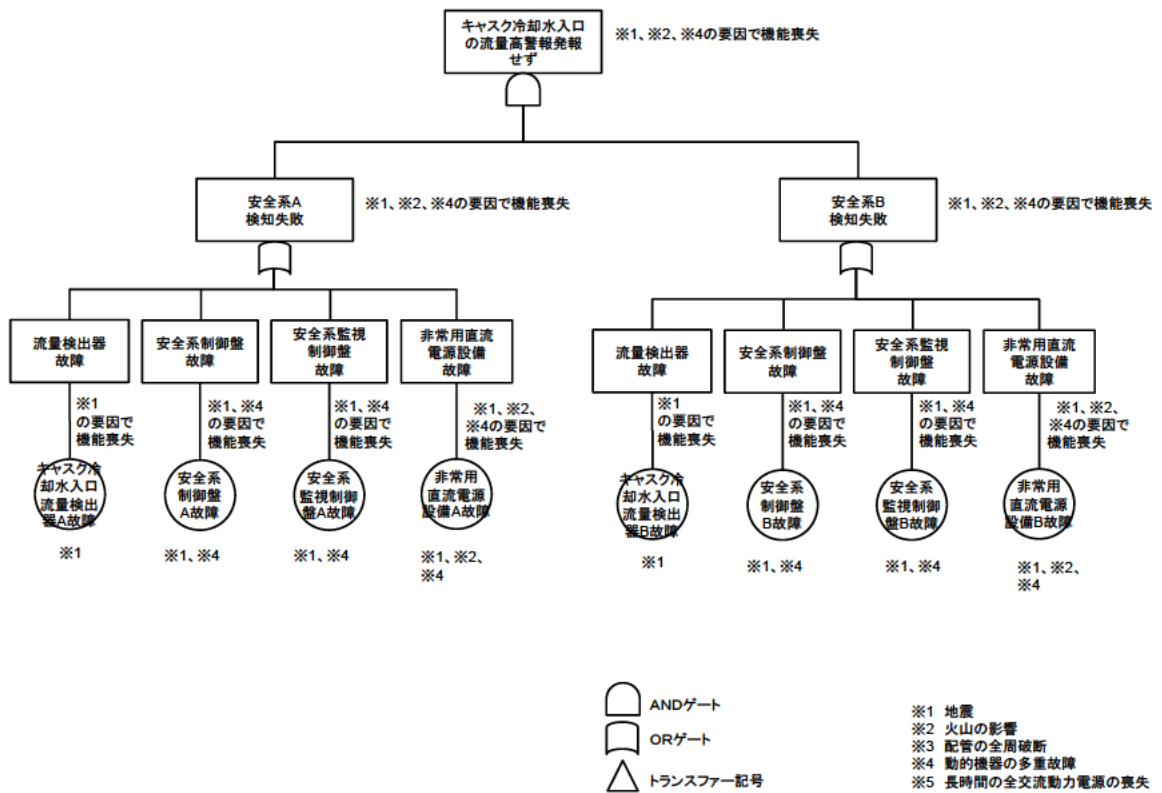 キャスク冷却水入口
の流量高警報発報
せず
※1、※2、※4の要因で機能喪失
安全系A
検知失敗
※1、※2、※4の要因で機能喪失
安全系B
検知失敗
※1、※2、※4の要因で機能喪失
流量検出器
故障
安全系制御盤
故障
安全系監視
制御盤
故障
非常用直流
電源設備
故障
流量検出器
故障
安全系制御盤
故障
安全系監視
制御盤
故障
非常用直流
電源設備
故障
※1
の要因で
機能喪失
※1、※4
の要因で
機能喪失
※1、※4
の要因で
機能喪失
※1、※2、
※4の要因で
機能喪失
※1
の要因で
機能喪失
※1、※4
の要因で
機能喪失
※1、※4
の要因で
機能喪失
※1、※2、
※4の要因で
機能喪失
キャスク冷
却水入口
流量検出
器A故障
安全系
制御盤
A故障
安全系
監視制御
盤A故障
非常用
直流電源
設備A故障
キャスク冷
却水入口
流量検出
器B故障
安全系
制御盤
B故障
安全系
監視制御
盤B故障
非常用
直流電源
設備B故障
※1
※1、※4
※1、※4
※1、※2、
※4
※1
※1、※4
※1、※4
※1、※2、
※4
ANDゲート
ORゲート
トランスファー記号
※1 地震
※2 火山の影響
※3 配管の全周破断
※4 動的機器の多重故障
※5 長時間の全交流動力電源の喪失